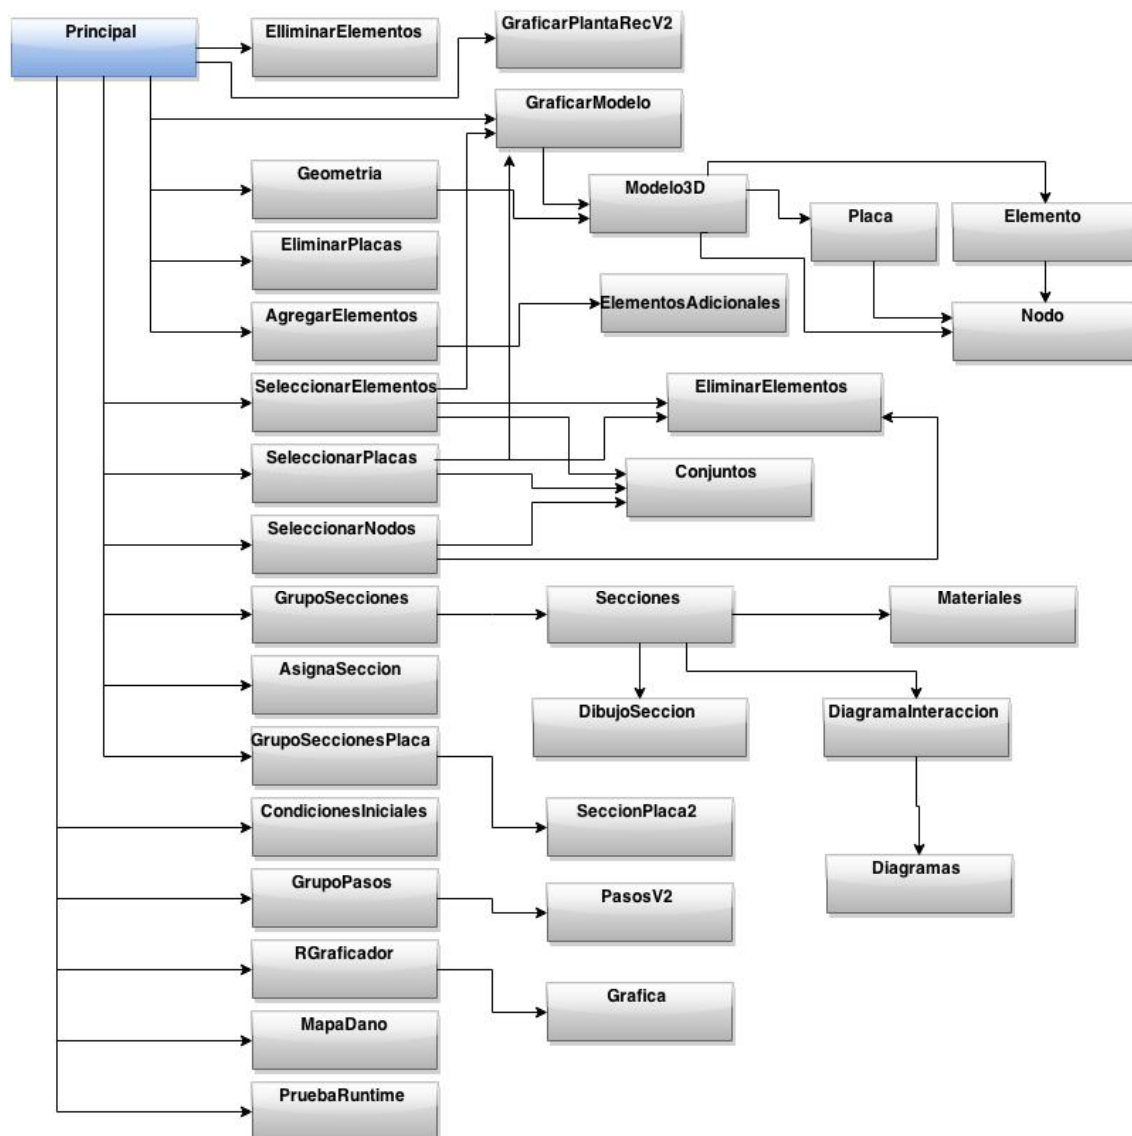 Principal
ElliminarElementos
GraficarPlantaRecV2
GraficarModelo
Geometria
Modelo3D
Placa
Elemento
EliminarPlacas
ElementosAdicionales
AgregarElementos
Nodo
SeleccionarElementos
EliminarElementos
SeleccionarPlacas
Conjuntos
SeleccionarNodos
GrupoSecciones
Secciones
Materiales
AsignaSeccion
DibujoSeccion
DiagramaInteraccion
GrupoSeccionesPlaca
CondicionesIniciales
SeccionPlaca2
Diagramas
GrupoPasos
PasosV2
RGraficador
Grafica
MapaDano
PruebaRuntime